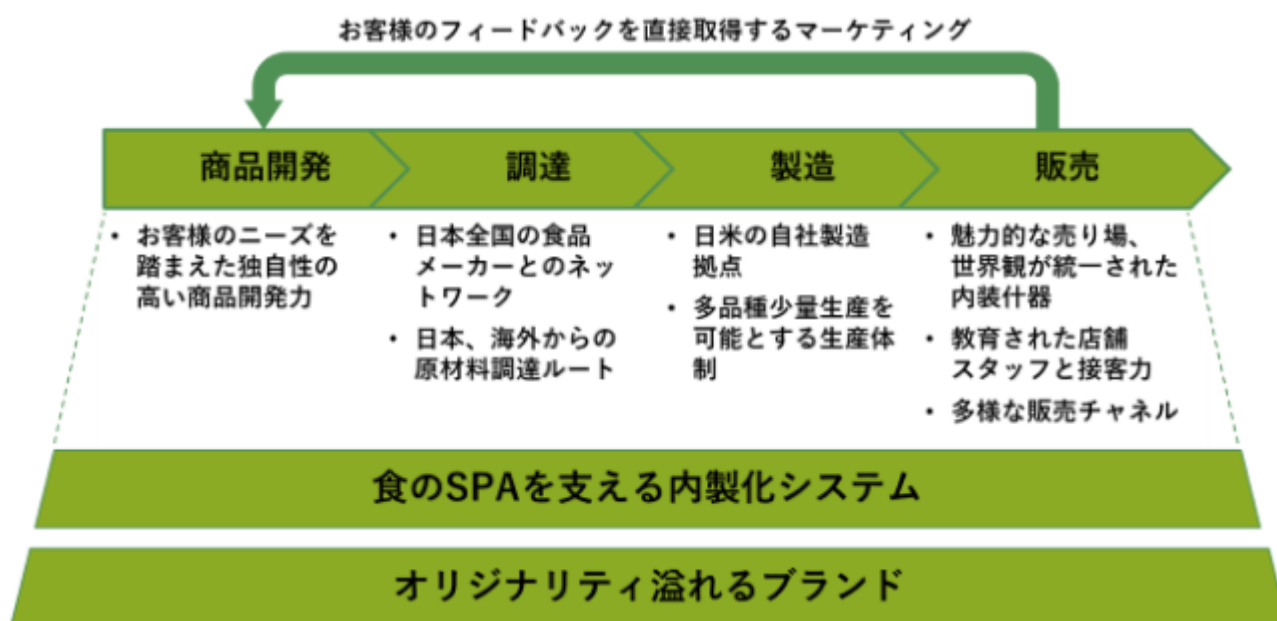 お客様のフィードバックを直接取得するマーケティング
商品開発
調達
製造
販売
• お客様のニーズを
踏まえた独自性の
高い商品開発力
• 日本全国の食品
メーカーとのネッ
トワーク
• 日本、海外からの
原材料調達ルート
• 日米の自社製造
拠点
• 多品種少量生産を
可能とする生産体
制
• 魅力的な売り場、
世界観が統一された
内装什器
• 教育された店舗
スタッフと接客力
• 多様な販売チャネル
食のSPAを支える内製化システム
オリジナリティ溢れるブランド